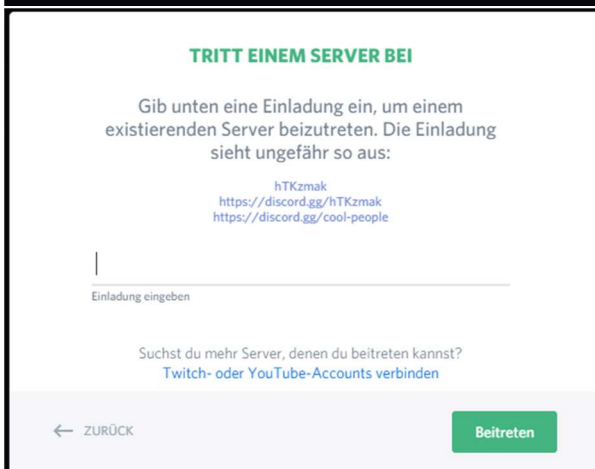 TRITT EINEM SERVER BEI
Gib unten eine Einladung ein, um einem
existierenden Server beizutreten. Die Einladung
sieht ungefähr so aus:
hTKzmak
https://discord.gg/hTKzmak
https://discord.gg/cool-people
Einladung eingeben
Suchst du mehr Server, denen du beitreten kannst?
Twitch- oder YouTube-Accounts verbinden
← ZURÜCK
Beitreten